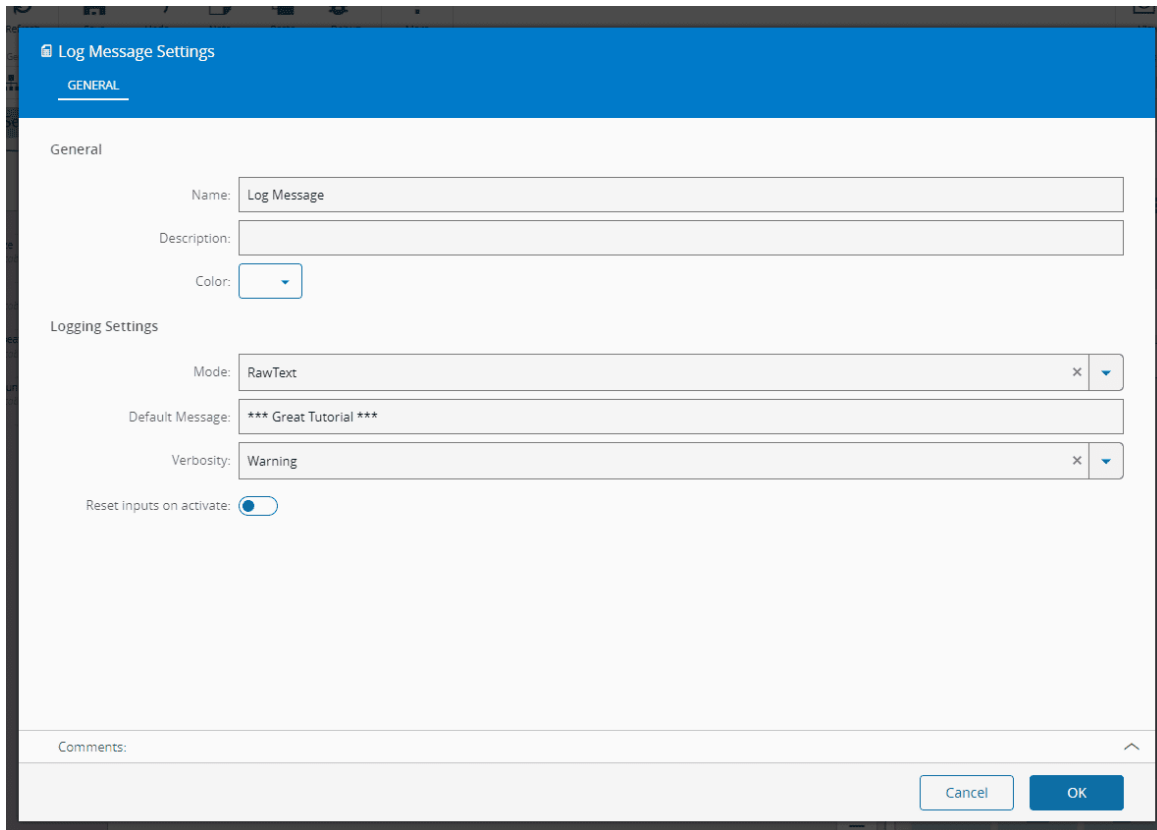 Log Message Settings
GENERAL
General
Name: Log Message
Description:
Color:
Logging Settings
Mode: RawText
Default Message: *** Great Tutorial ***
Verbosity: Warning
Reset inputs on activate:
Comments:
Cancel OK